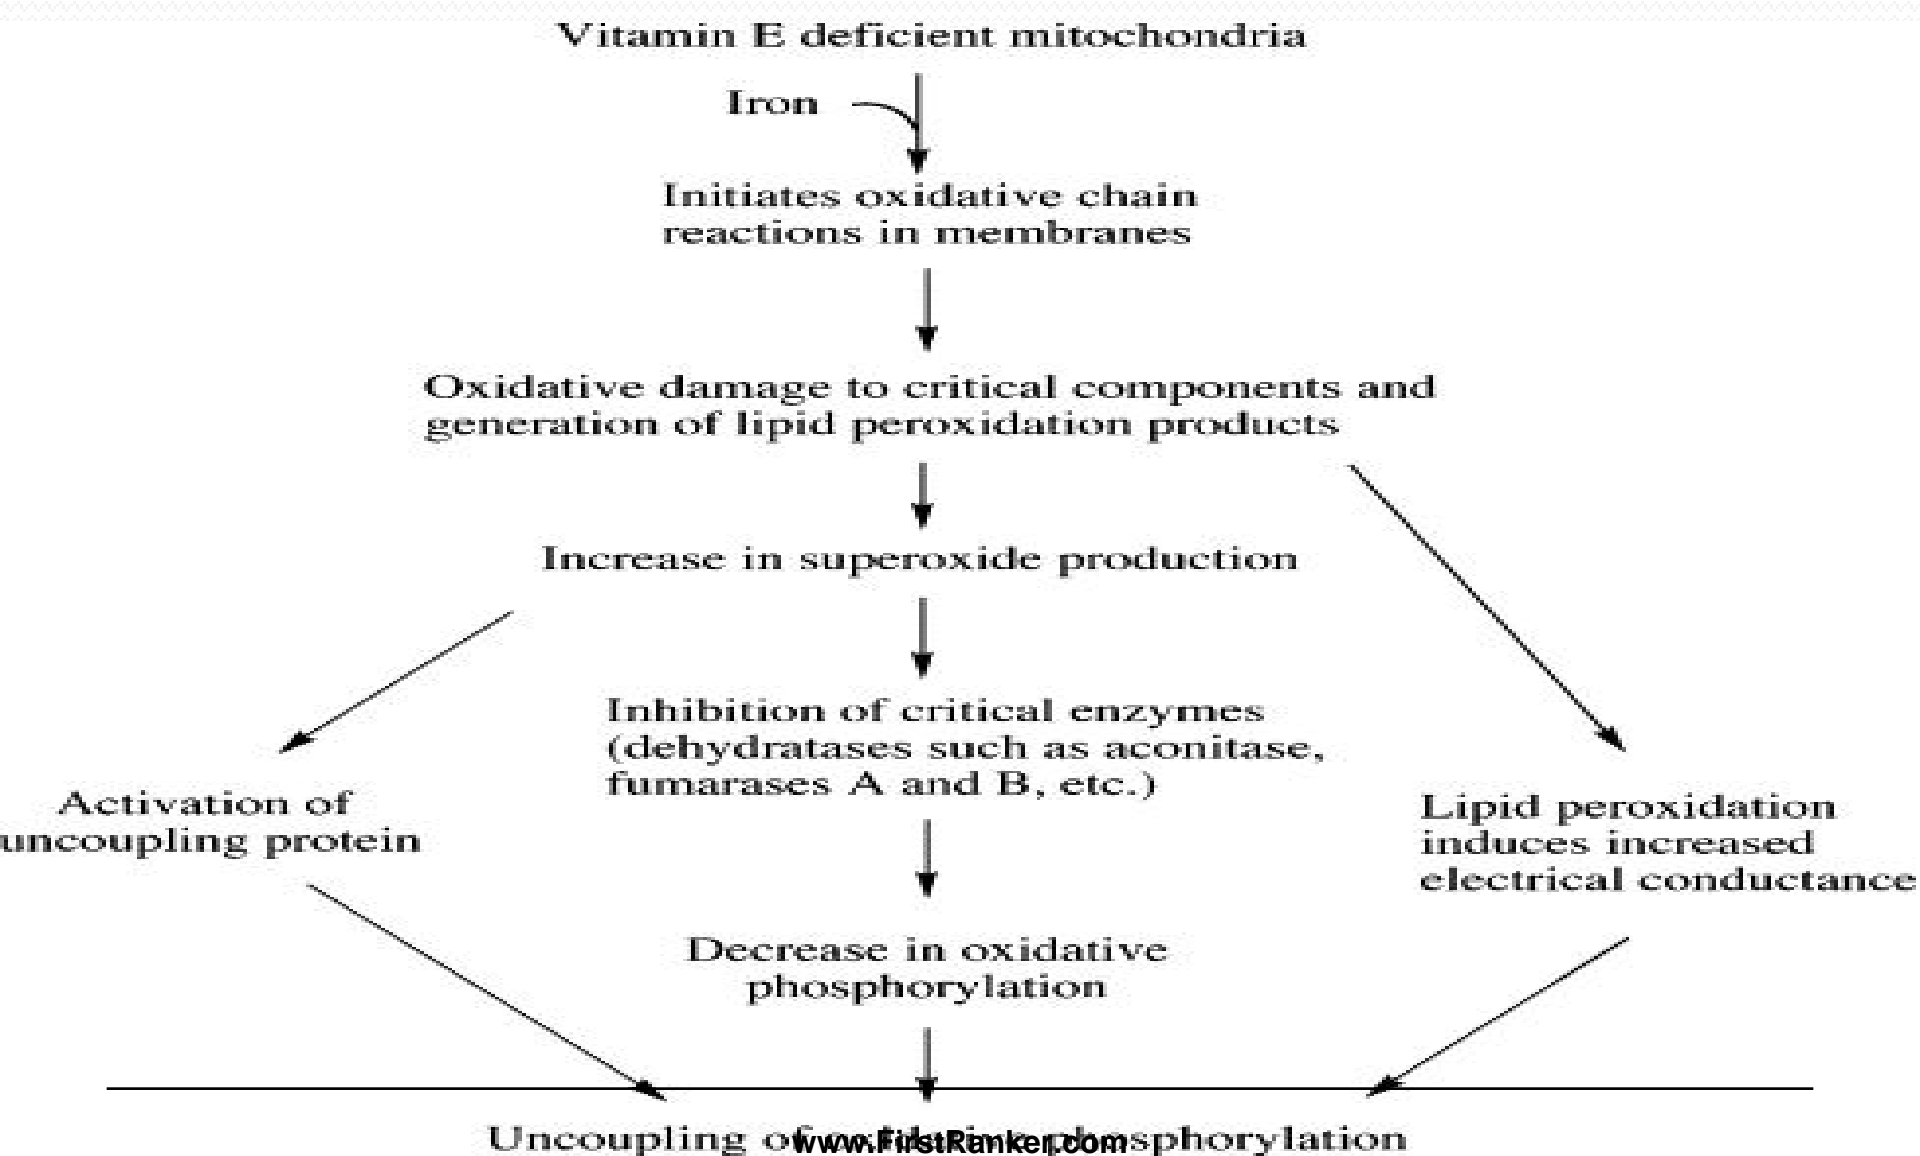 Vitamin E deficient mitochondria
Iron
Initiates oxidative chain
reactions in membranes
Oxidative damage to critical components and
generation of lipid peroxidation products
Increase in superoxide production
Inhibition of critical enzymes
(dehydratases such as aconitase,
fumarases A and B, etc.)
Activation of
uncoupling protein
Lipid peroxidation
induces increased
electrical conductance
Decrease in oxidative
phosphorylation
Uncoupling of oxidative phosphorylation
www.FirstRanker.com